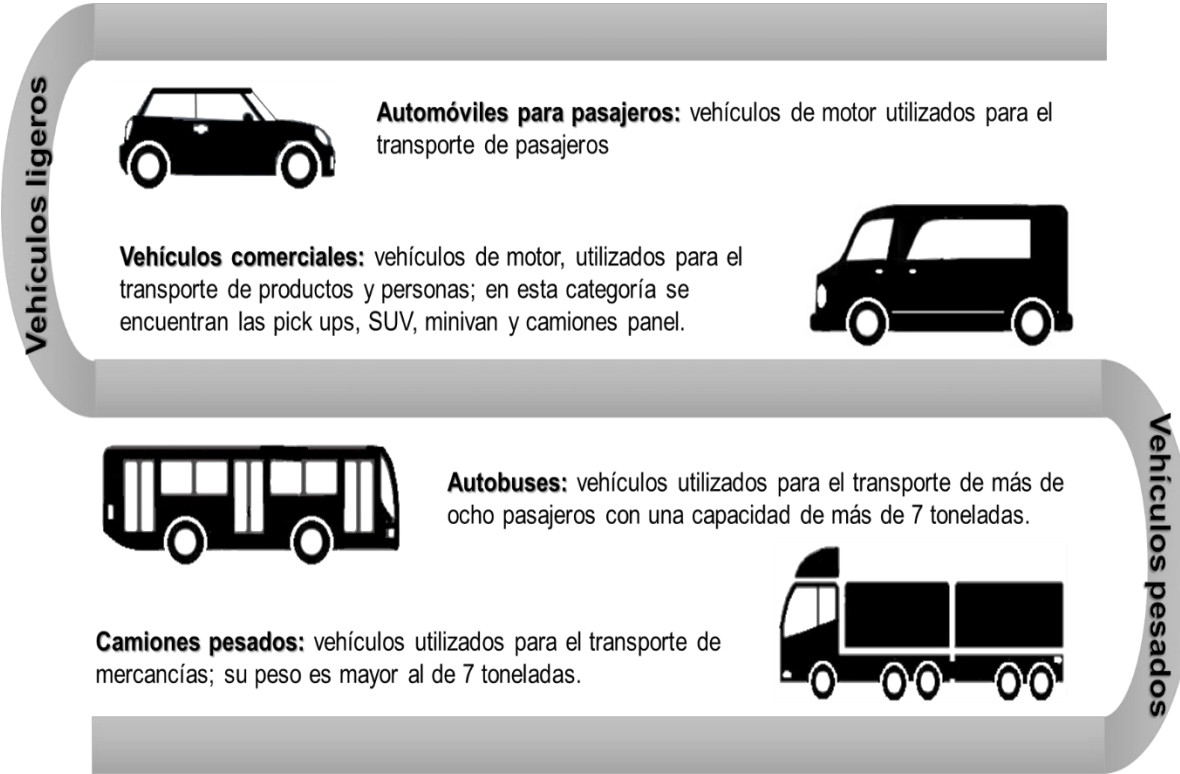 Vehículos ligeros
Automóviles para pasajeros: vehículos de motor utilizados para el
transporte de pasajeros
Vehículos comerciales: vehículos de motor, utilizados para el
transporte de productos y personas; en esta categoría se
encuentran las pick ups, SUV, minivan y camiones panel.
Vehículos pesados
Autobuses: vehículos utilizados para el transporte de más de
ocho pasajeros con una capacidad de más de 7 toneladas.
Camiones pesados: vehículos utilizados para el transporte de
mercancías; su peso es mayor al de 7 toneladas.